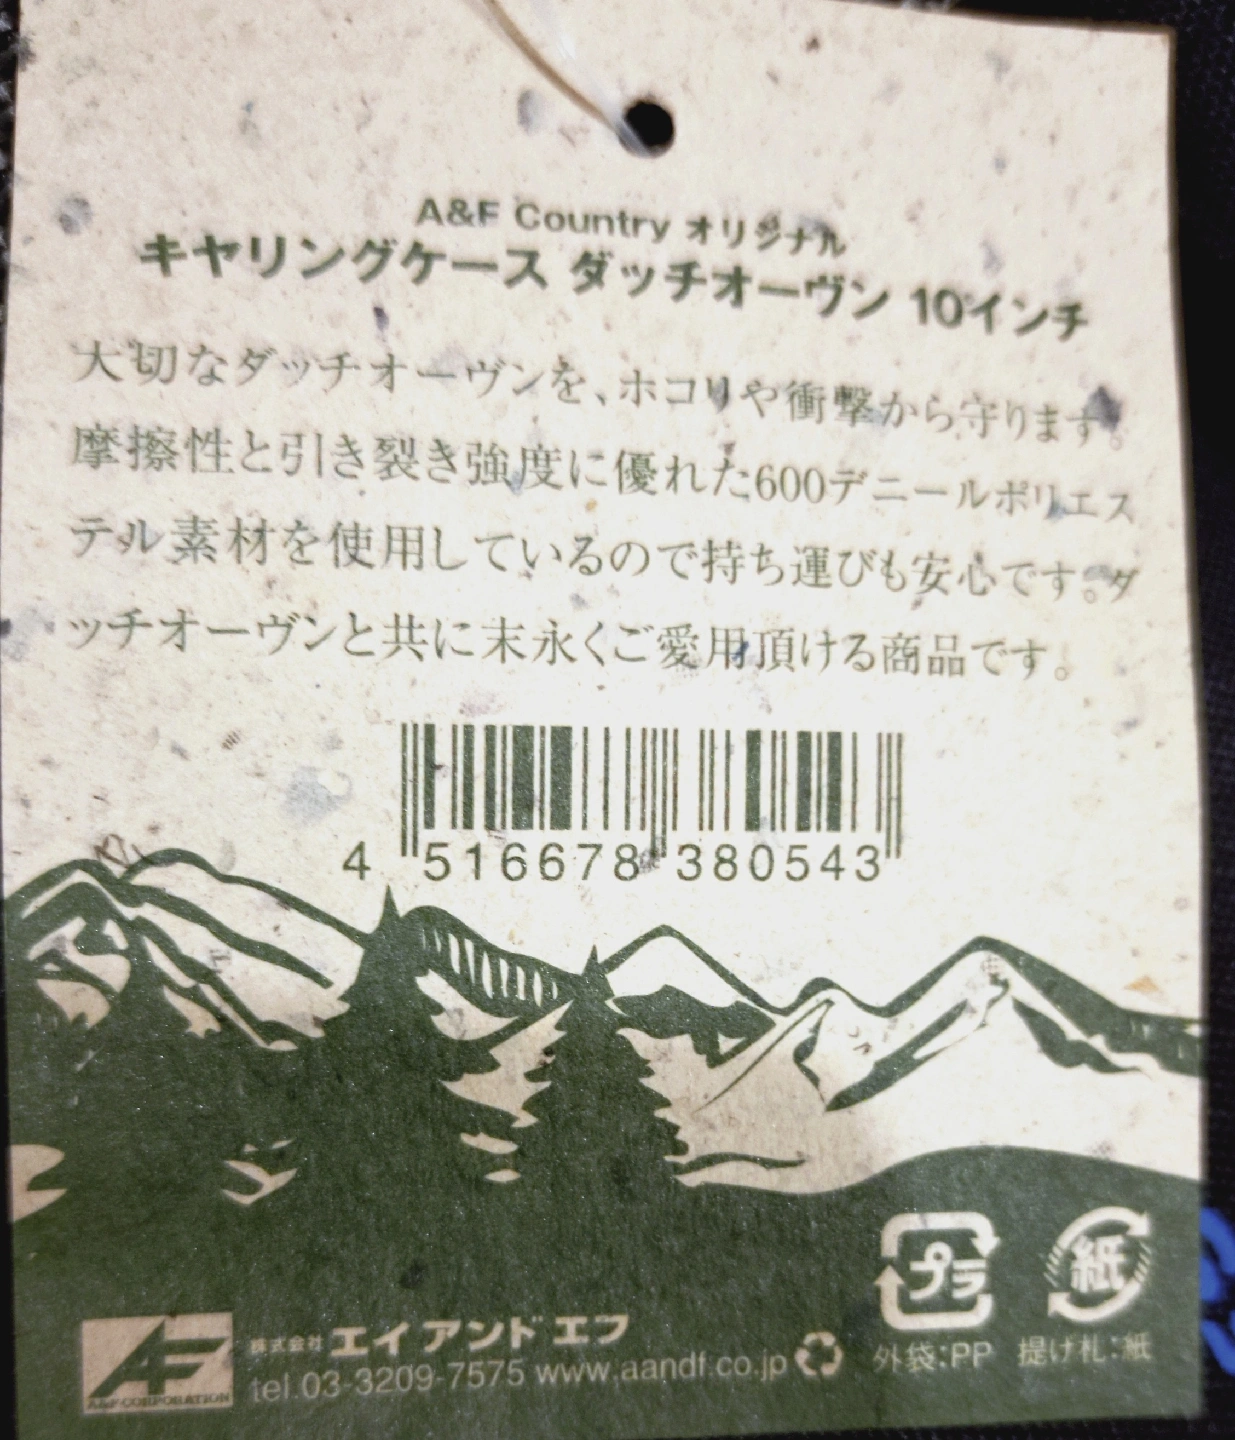 A&F Country オリジナル
キャリングケース ダッチオーヴン 10インチ
大切なダッチオーヴンを、ホコリや衝撃から守ります。
摩擦性と引き裂き強度に優れた600デニールポリエス
テル素材を使用しているので持ち運びも安心です。ダ
ッチオーヴンと共に末永くご愛用頂ける商品です。
4 516678 380543
プラ
紙
外袋:PP 提げ札:紙
AF
A&F CORPORATION
株式会社 エイアンドエフ
tel.03-3209-7575 www.aandf.co.jp